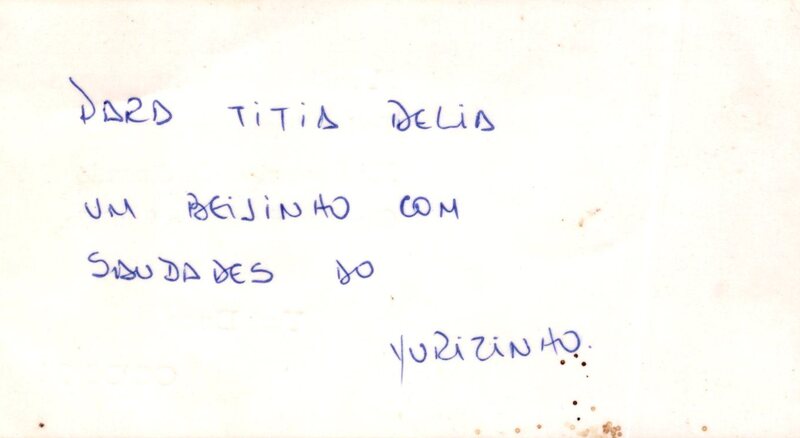 PARA TITIA DELIA
UM BEIJINHO COM
SAUDADES DO
YURIZINHO.